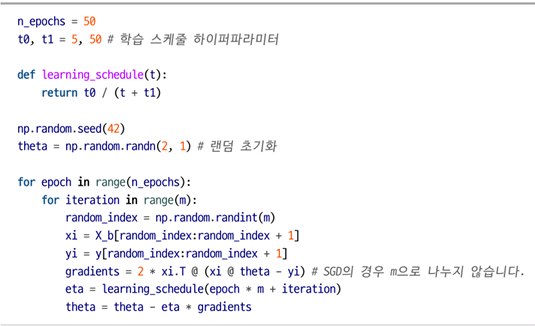 n_epochs = 50
t0, t1 = 5, 50 # 학습 스케줄 하이퍼파라미터
def learning_schedule(t):
    return t0 / (t + t1)
np.random.seed(42)
theta = np.random.randn(2, 1) # 랜덤 초기화
for epoch in range(n_epochs):
    for iteration in range(m):
        random_index = np.random.randint(m)
        xi = X_b[random_index:random_index + 1]
        yi = y[random_index:random_index + 1]
        gradients = 2 * xi.T @ (xi @ theta - yi) # SGD의 경우 m으로 나누지 않습니다.
        eta = learning_schedule(epoch * m + iteration)
        theta = theta - eta * gradients